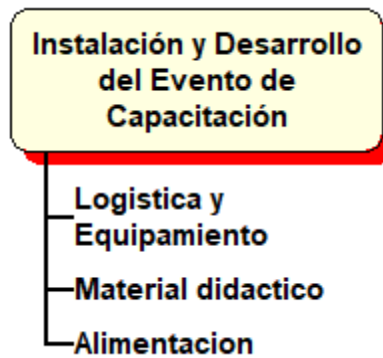 Instalación y Desarrollo
del Evento de
Capacitación
Logistica y
Equipamiento
Material didactico
Alimentacion